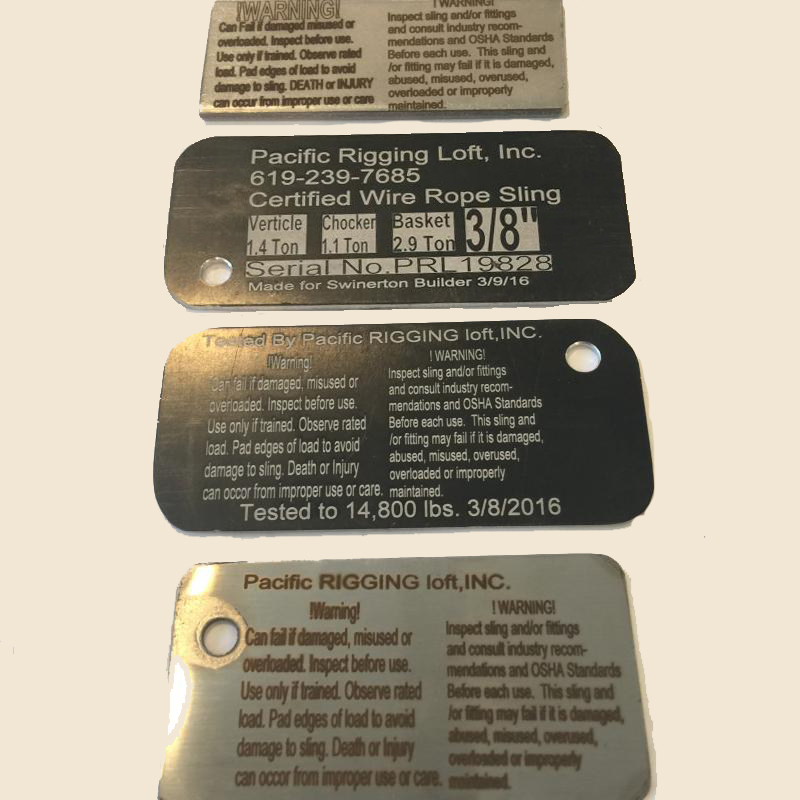 !WARNING!
Can Fail if damaged misused or
overloaded. Inspect before use.
Use only if trained. Observe rated
load. Pad edges of load to avoid
damage to sling. DEATH or INJURY
can occur from improper use or care
! WARNING!
Inspect sling and/or fittings
and consult industry recom-
mendations and OSHA Standards
Before each use. This sling and
/or fitting may fail if it is damaged,
abused, misused, overused,
overloaded or improperly
maintained.
Pacific Rigging Loft, Inc.
619-239-7685
Certified Wire Rope Sling
Verticle Chocker Basket 3/8"
1.4 Ton 1.1 Ton 2.9 Ton
Serial No.PRL19828
Made for Swinerton Builder 3/9/16
Tested By Pacific RIGGING loft,INC.
!Warning!
Can fail if damaged, misused or
overloaded. Inspect before use.
Use only if trained. Observe rated
load. Pad edges of load to avoid
damage to sling. Death or Injury
can occor from improper use or care.
! WARNING!
Inspect sling and/or fittings
and consult industry recom-
mendations and OSHA Standards
Before each use. This sling and
/or fitting may fail if it is damaged,
abused, misused, overused,
overloaded or improperly
maintained.
Tested to 14,800 lbs. 3/8/2016
Pacific RIGGING loft,INC.
!Warning!
Can fail if damaged, misused or
overloaded. Inspect before use.
Use only if trained. Observe rated
load. Pad edges of load to avoid
damage to sling. Death or Injury
can occor from improper use or care.
! WARNING!
Inspect sling and/or fittings
and consult industry recom-
mendations and OSHA Standards
Before each use. This sling and
/or fitting may fail if it is damaged,
abused, misused, overused,
overloaded or improperly
maintained.